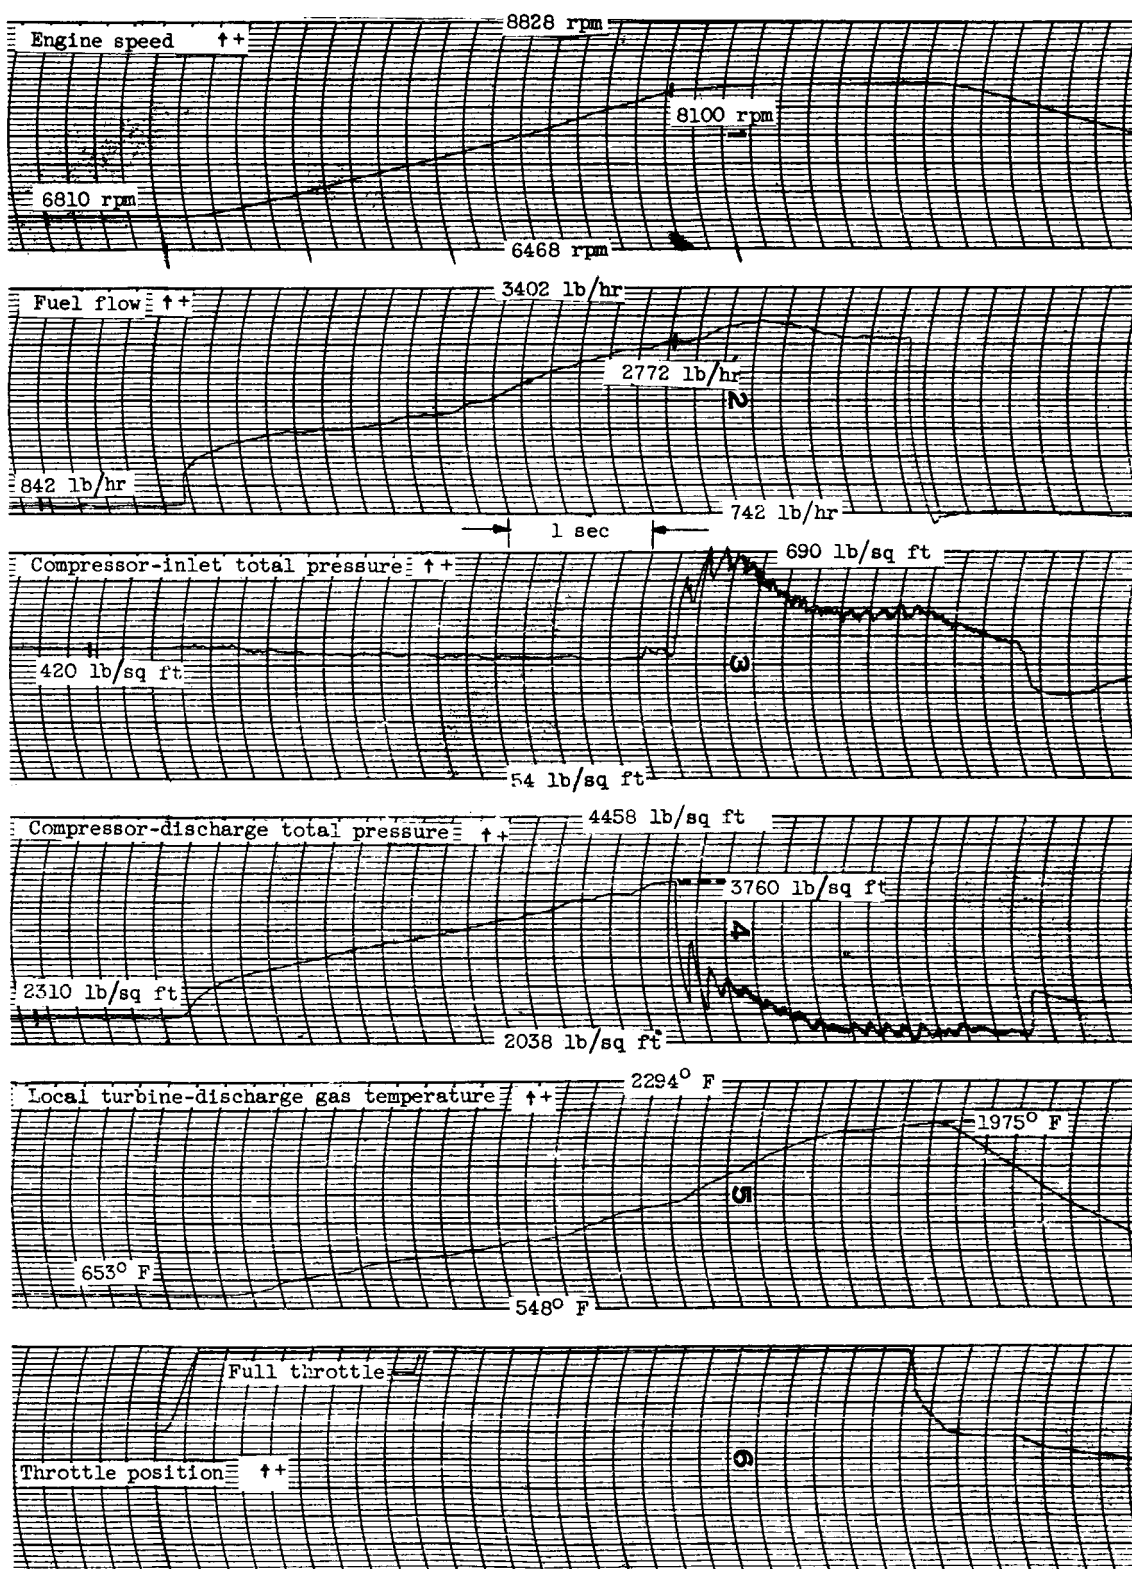 8828 rpm
Engine speed ↑+
8100 rpm
6810 rpm
6468 rpm
3402 lb/hr
Fuel flow ↑+
2772 lb/hr
2
842 lb/hr
742 lb/hr
1 sec
690 lb/sq ft
Compressor-inlet total pressure ↑+
420 lb/sq ft
3
54 lb/sq ft
4458 lb/sq ft
Compressor-discharge total pressure ↑+
3760 lb/sq ft
4
2310 lb/sq ft
2038 lb/sq ft
2294° F
Local turbine-discharge gas temperature ↑+
1975° F
5
653° F
548° F
Full throttle
6
Throttle position ↑+